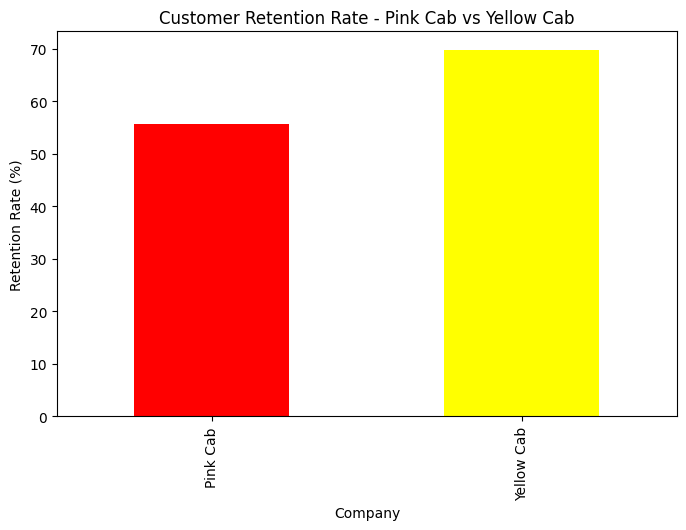 Customer Retention Rate - Pink Cab vs Yellow Cab
70
60
50
40
30
20
10
0
Retention Rate (%)
Pink Cab
Yellow Cab
Company